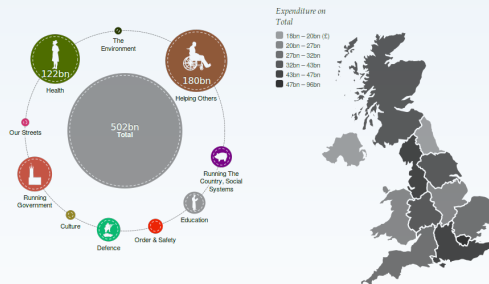 Expenditure on
Total
18bn – 20bn (£)
20bn – 27bn
27bn – 32bn
32bn – 43bn
43bn – 47bn
47bn – 96bn
The
Environment
122bn
Health
180bn
Helping Others
502bn
Total
Our Streets
Running The
Country, Social
Systems
Running
Government
Education
Culture
Order & Safety
Defence